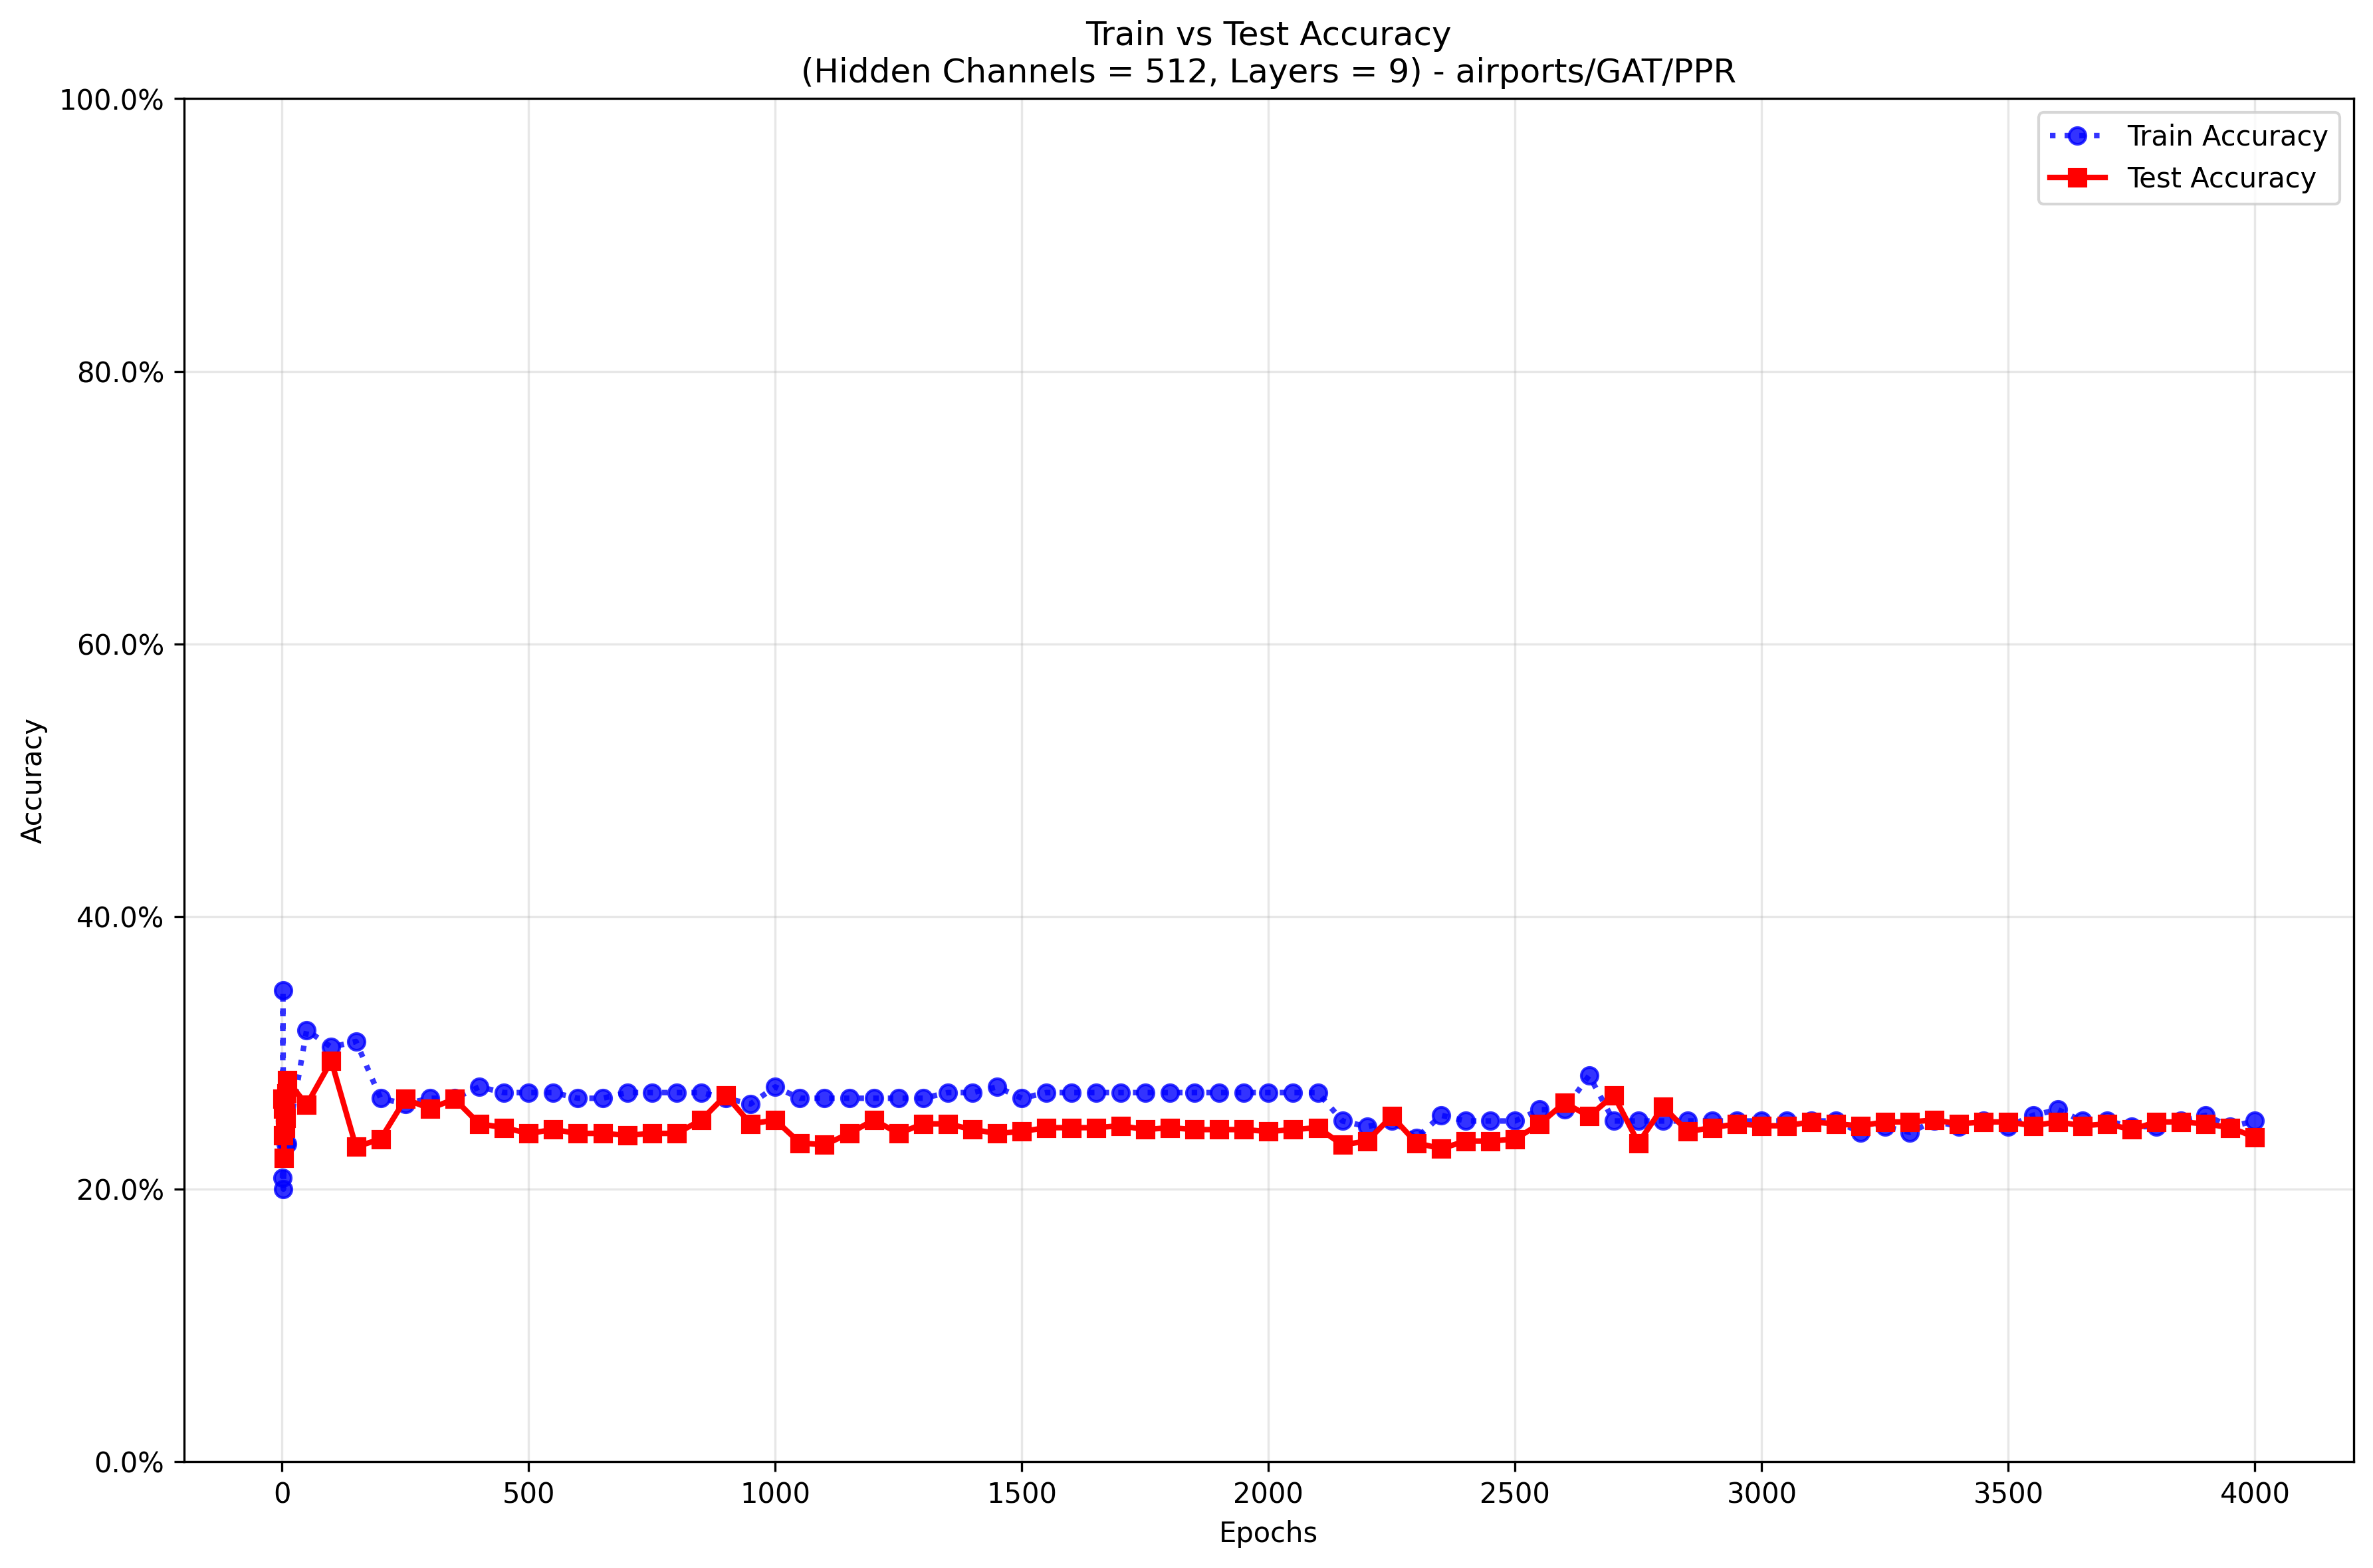 Train vs Test Accuracy
(Hidden Channels = 512, Layers = 9) - airports/GAT/PPR
100.0%
80.0%
60.0%
40.0%
20.0%
0.0%
Accuracy
Train Accuracy
Test Accuracy
0 500 1000 1500 2000 2500 3000 3500 4000
Epochs